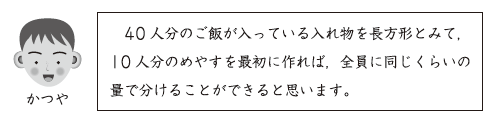 40人分のご飯が入っている入れ物を長方形とみて,
10人分のめやすを最初に作れば, 全員に同じくらいの
量で分けることができると思います。
かつや